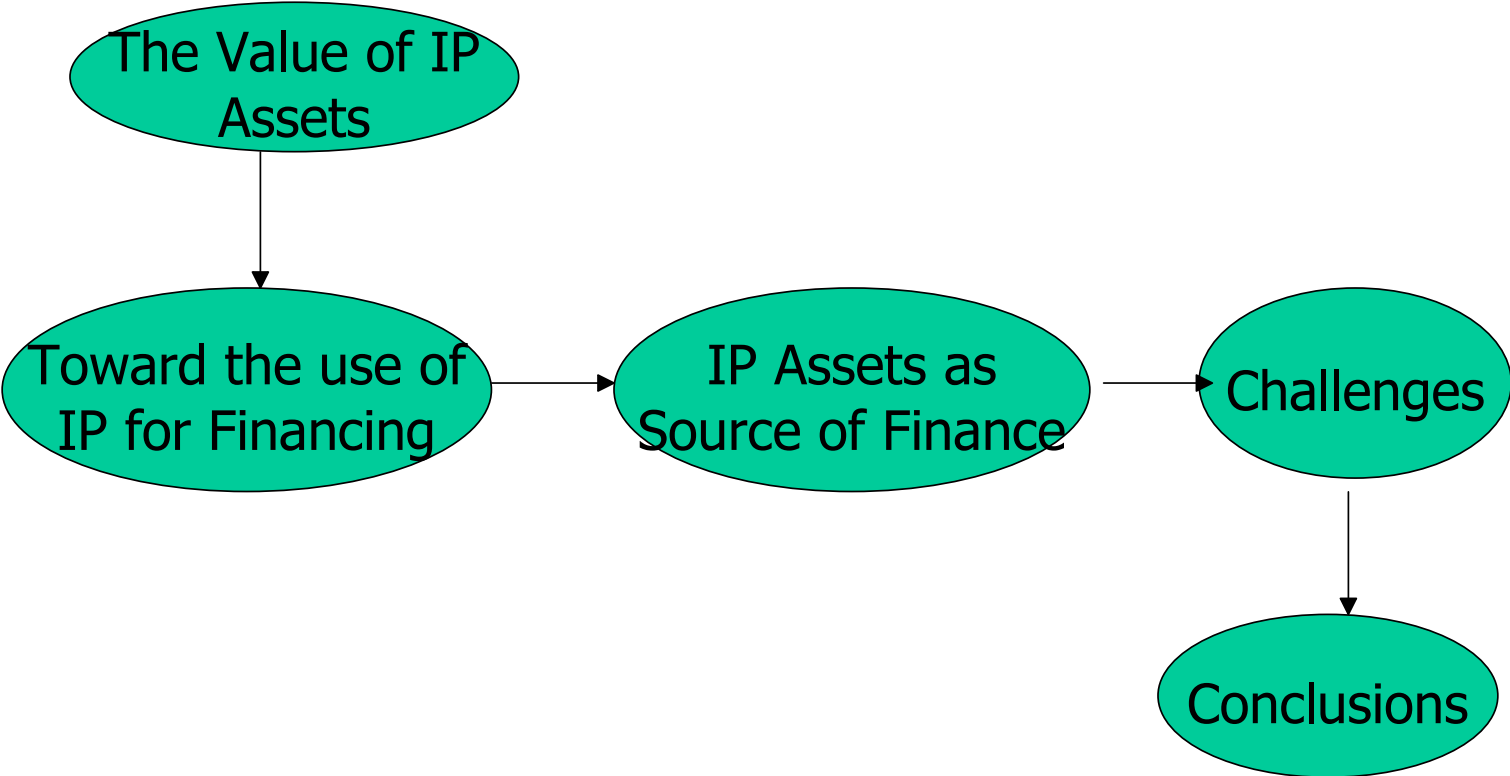 The Value of IP
Assets
Toward the use of
IP for Financing
IP Assets as
Source of Finance
Challenges
Conclusions